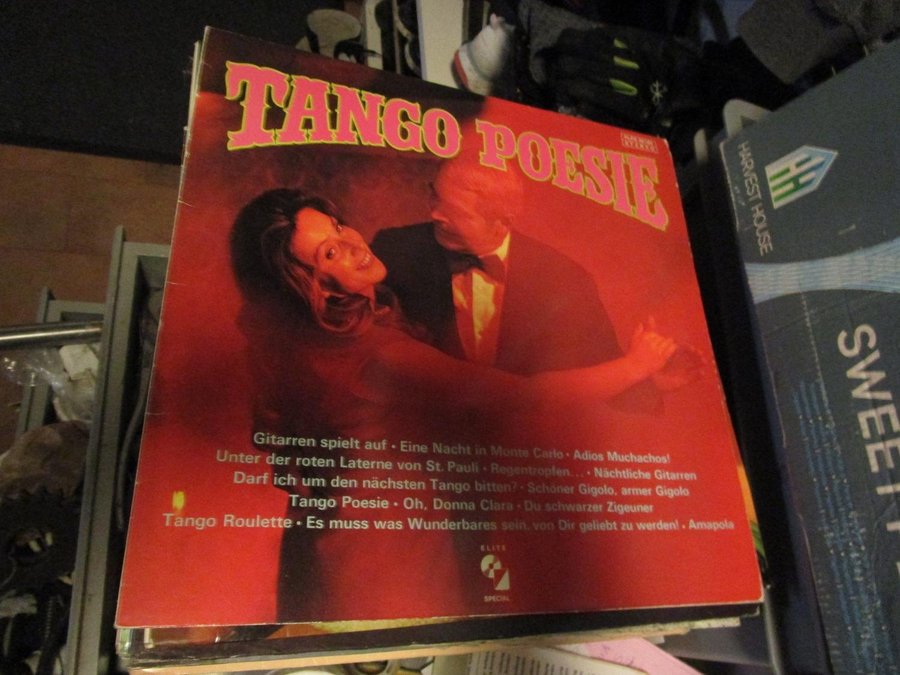 TANGO POESIE
STEREO
Gitarren spielt auf • Eine Nacht in Monte Carlo • Adios Muchachos!
Unter der roten Laterne von St. Pauli • Regentropfen... • Nächtliche Gitarren
Darf ich um den nächsten Tango bitten? • Schöner Gigolo, armer Gigolo
Tango Poesie • Oh, Donna Clara • Du schwarzer Zigeuner
Tango Roulette • Es muss was Wunderbares sein, von Dir geliebt zu werden! • Amapola
ELITE
SPECIAL
HARVEST HOUSE
SWEET